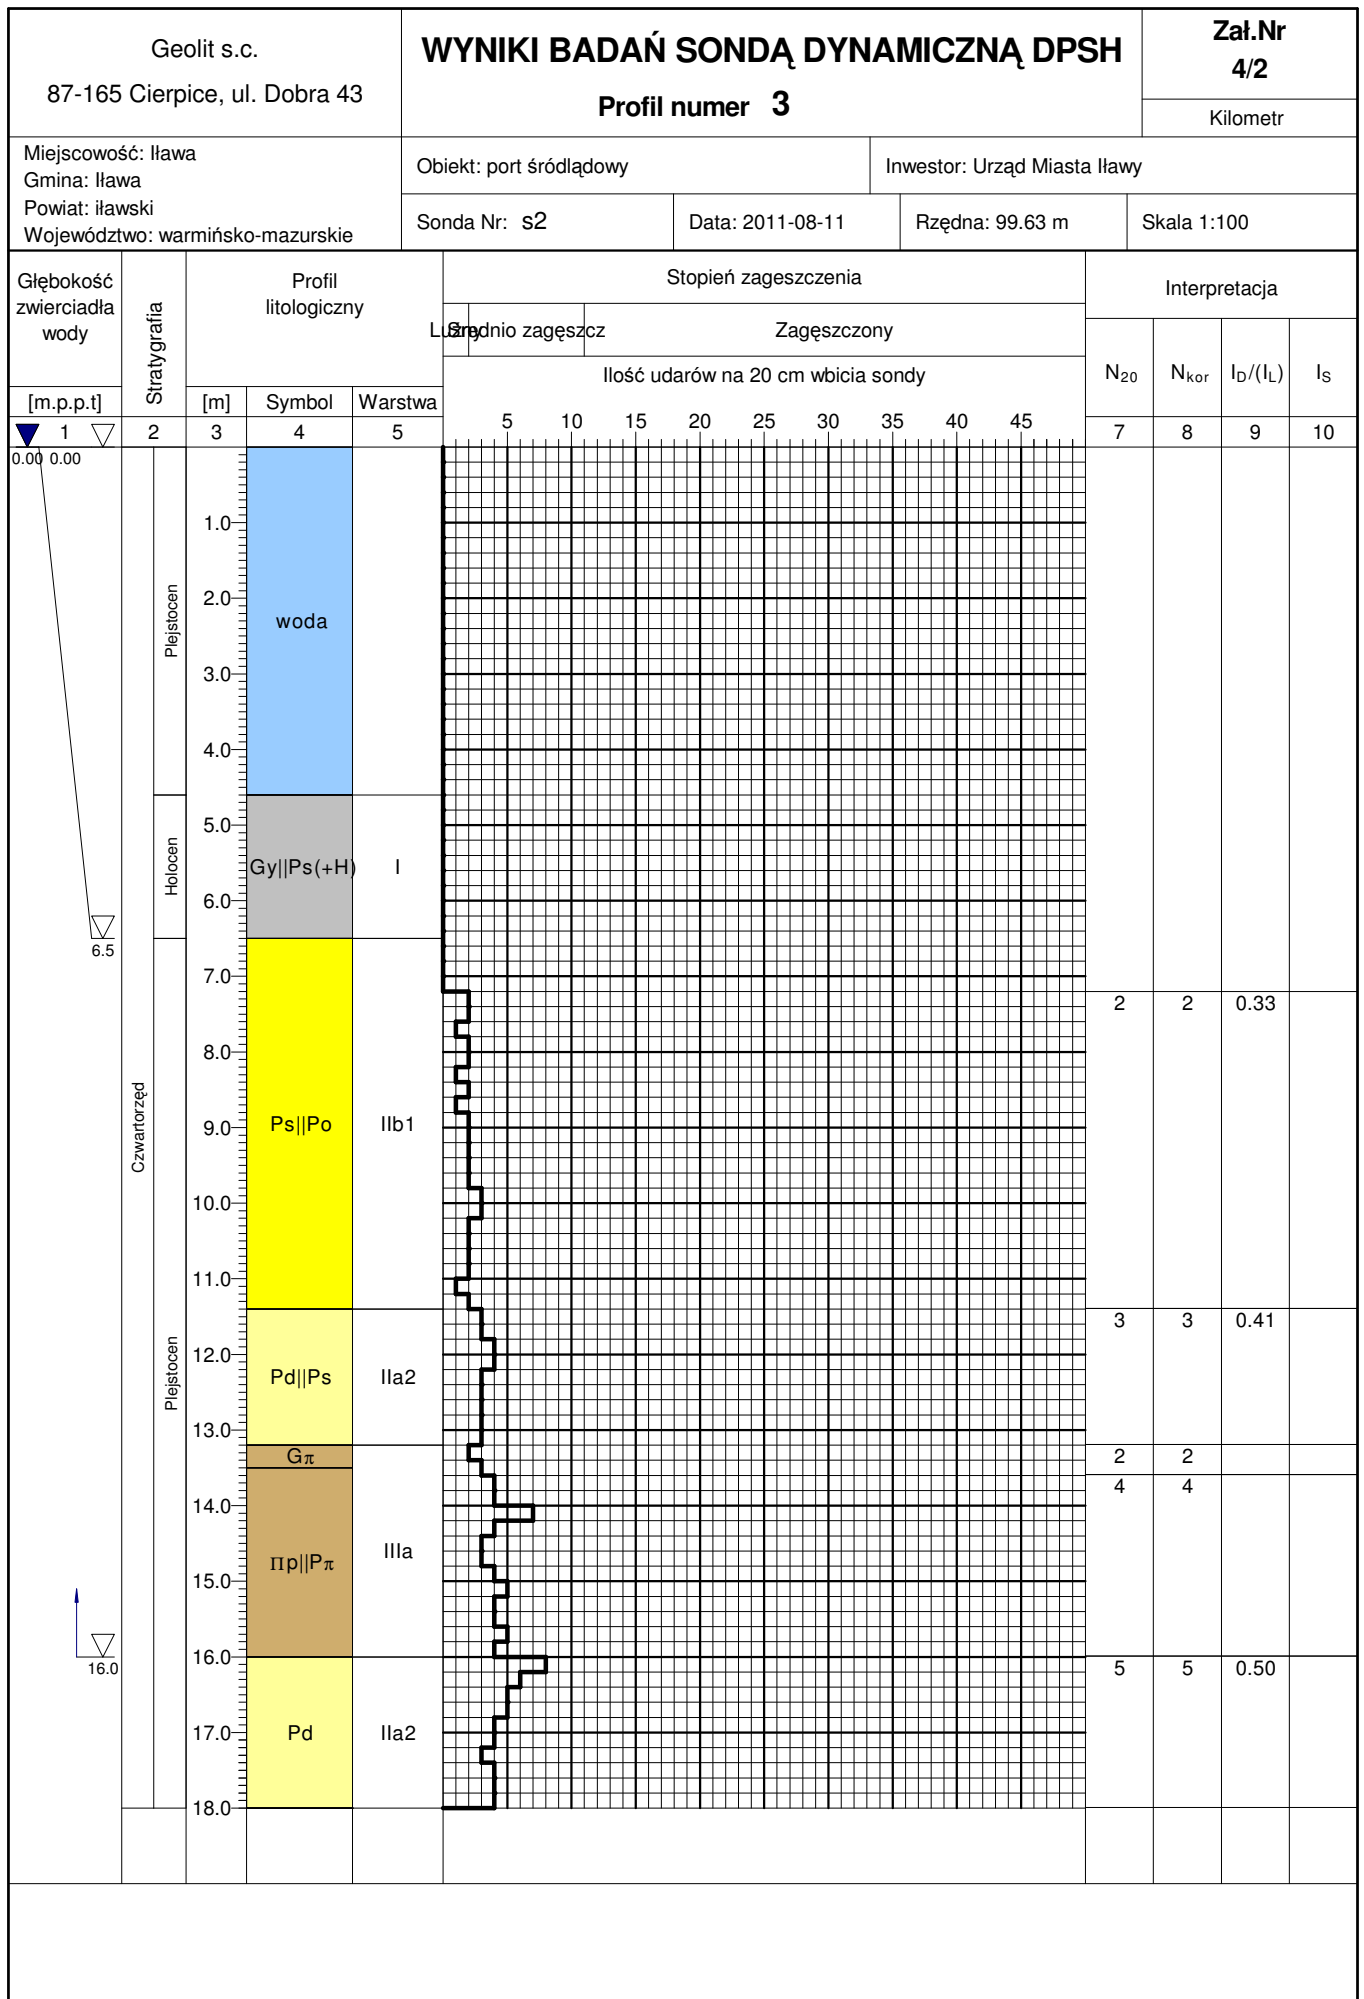 Geolit s.c.
87-165 Cierpice, ul. Dobra 43
WYNIKI BADAŃ SONDĄ DYNAMICZNĄ DPSH
Profil numer 3
Zał.Nr
4/2
Kilometr
Miejscowość: Iława
Gmina: Iława
Powiat: iławski
Województwo: warmińsko-mazurskie
Obiekt: port śródlądowy
Inwestor: Urząd Miasta Iławy
Sonda Nr: s2
Data: 2011-08-11
Rzędna: 99.63 m
Skala 1:100
Głębokość
zwierciadła
wody
[m.p.p.t]
Stratygrafia
Profil
litologiczny
[m] Symbol Warstwa
Stopień zageszczenia
Luźny Średnio zagęszcz Zagęszczony
Ilość udarów na 20 cm wbicia sondy
5 10 15 20 25 30 35 40 45
Interpretacja
N20 Nkor ID/(IL) IS
1 2 3 4 5 7 8 9 10
0.00 0.00
1.0
2.0
Plejstocen
woda
3.0
4.0
5.0
Holocen
Gy||Ps(+H) I
6.0
6.5
7.0
2 2 0.33
8.0
9.0
Czwartorzęd
Ps||Po IIb1
10.0
11.0
3 3 0.41
12.0
Plejstocen
Pd||Ps IIa2
13.0
Gπ
2 2
4 4
14.0
Πp||Pπ IIIa
15.0
16.0
16.0
5 5 0.50
17.0
Pd IIa2
18.0